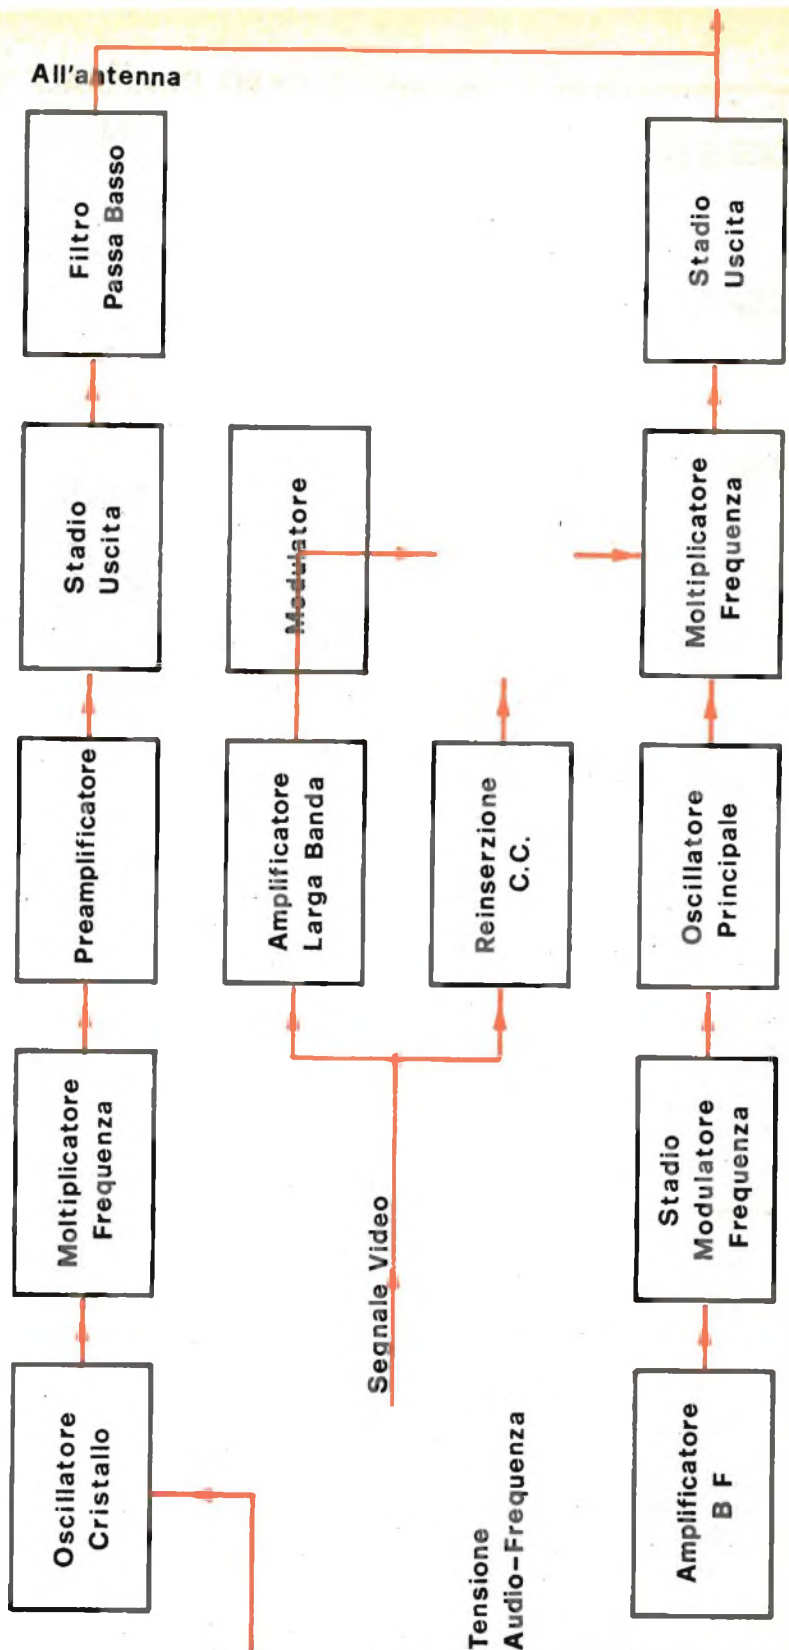 All'antenna
Filtro
Passa Basso
Stadio
Uscita
Preamplificatore
Moltiplicatore
Frequenza
Oscillatore
Cristallo
Modulatore
Amplificatore
Larga Banda
Reinserzione
C.C.
Segnale Video
Tensione
Audio-Frequenza
Stadio
Uscita
Moltiplicatore
Frequenza
Oscillatore
Principale
Stadio
Modulatore
Frequenza
Amplificatore
B F